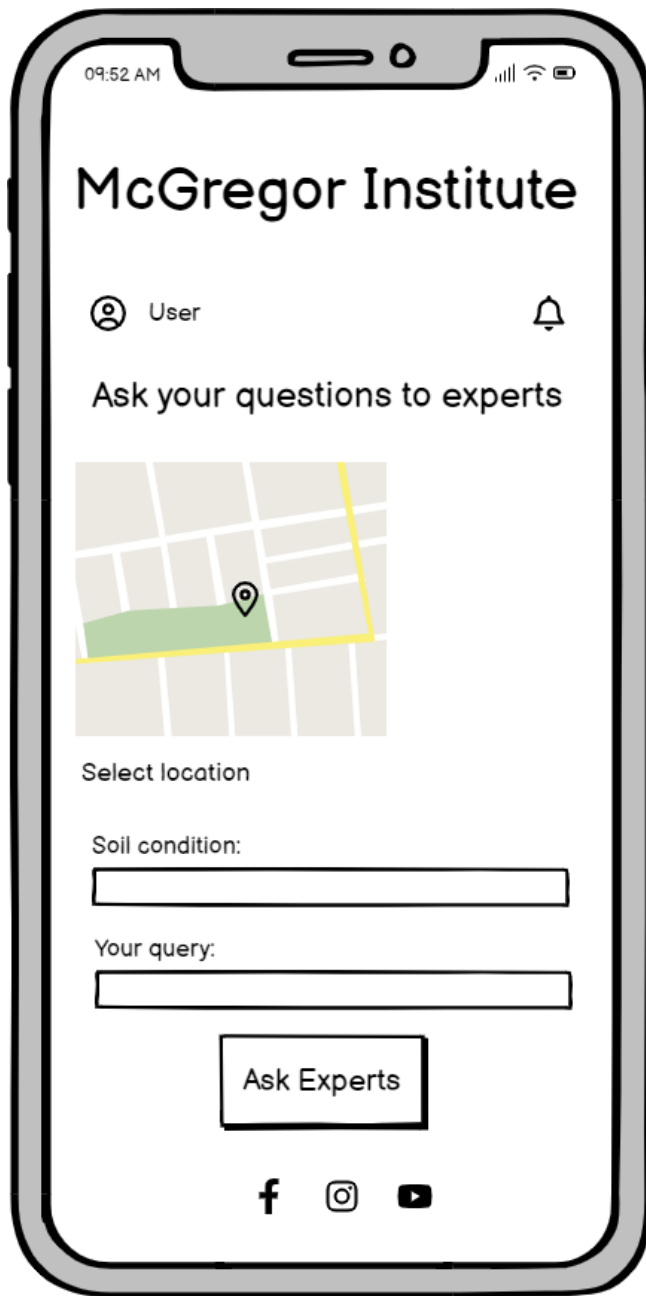 09:52 AM
McGregor Institute
User
Ask your questions to experts
Select location
Soil condition:
Your query:
Ask Experts